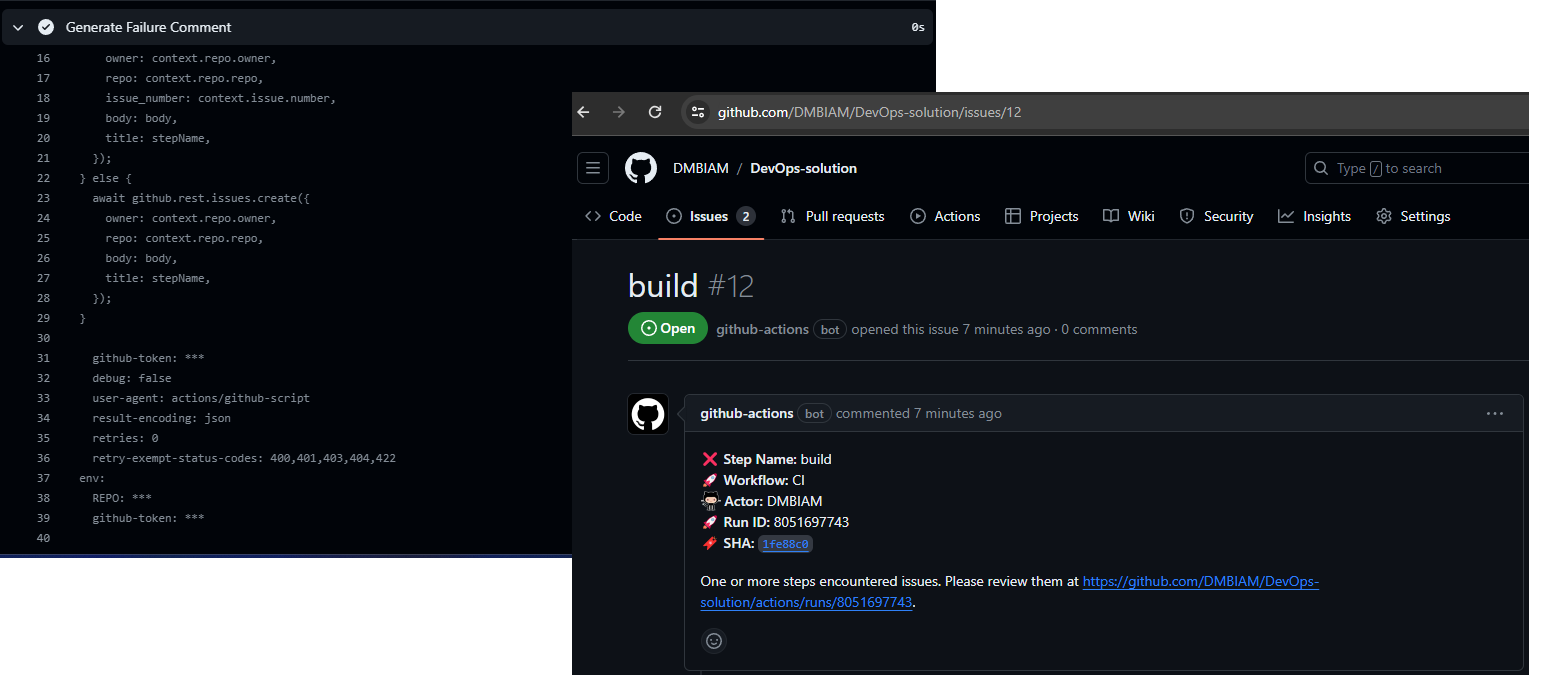 Generate Failure Comment
0s
16 owner: context.repo.owner,
17 repo: context.repo.repo,
18 issue_number: context.issue.number,
19 body: body,
20 title: stepName,
21 });
22 } else {
23 await github.rest.issues.create({
24 owner: context.repo.owner,
25 repo: context.repo.repo,
26 body: body,
27 title: stepName,
28 });
29 }
30
31 github-token: ***
32 debug: false
33 user-agent: actions/github-script
34 result-encoding: json
35 retries: 0
36 retry-exempt-status-codes: 400,401,403,404,422
37 env:
38 REPO: ***
39 github-token: ***
40
github.com/DMBIAM/DevOps-solution/issues/12
DMBIAM / DevOps-solution
Type / to search
Code Issues 2 Pull requests Actions Projects Wiki Security Insights Settings
build #12
Open github-actions bot opened this issue 7 minutes ago · 0 comments
github-actions bot commented 7 minutes ago
❌ Step Name: build
🚀 Workflow: CI
Actor: DMBIAM
🚀 Run ID: 8051697743
SHA: 1fe88c0
One or more steps encountered issues. Please review them at https://github.com/DMBIAM/DevOps-
solution/actions/runs/8051697743.